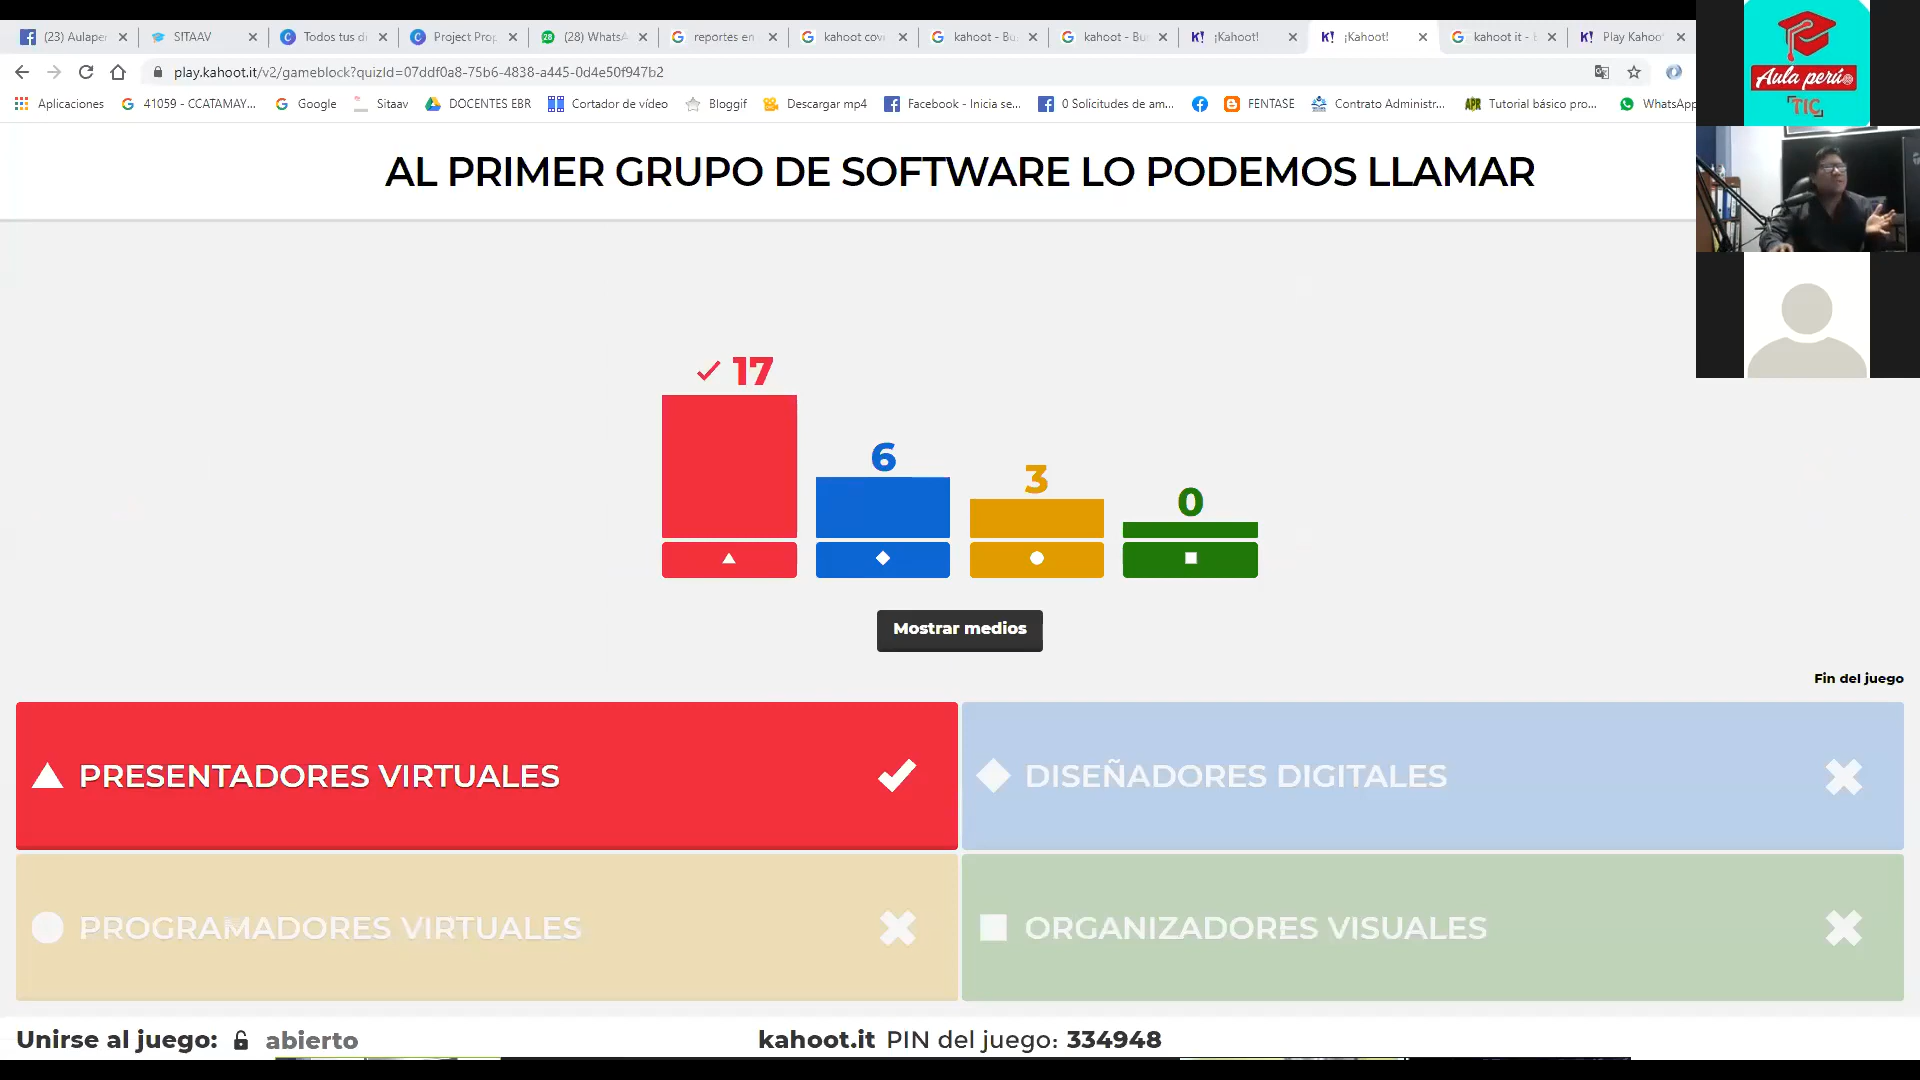 (23) Aulaper
SITAAV
Todos tus di
Project Prop
(28) WhatsA
reportes en
kahoot cov
kahoot - Bu
kahoot - Bu
¡Kahoot!
¡Kahoot!
kahoot it - b
Play Kahoo
play.kahoot.it/v2/gameblock?quizId=07ddf0a8-75b6-4838-a445-0d4e50f947b2
Aplicaciones
41059 - CCATAMAY...
Google
Sitaav
DOCENTES EBR
Cortador de vídeo
Bloggif
Descargar mp4
Facebook - Inicia se...
0 Solicitudes de am...
FENTASE
Contrato Administr...
Tutorial básico pro...
WhatsApp
Aula perú
TIC
AL PRIMER GRUPO DE SOFTWARE LO PODEMOS LLAMAR
17
6
3
0
Mostrar medios
Fin del juego
PRESENTADORES VIRTUALES
DISEÑADORES DIGITALES
PROGRAMADORES VIRTUALES
ORGANIZADORES VISUALES
Unirse al juego: abierto
kahoot.it PIN del juego: 334948